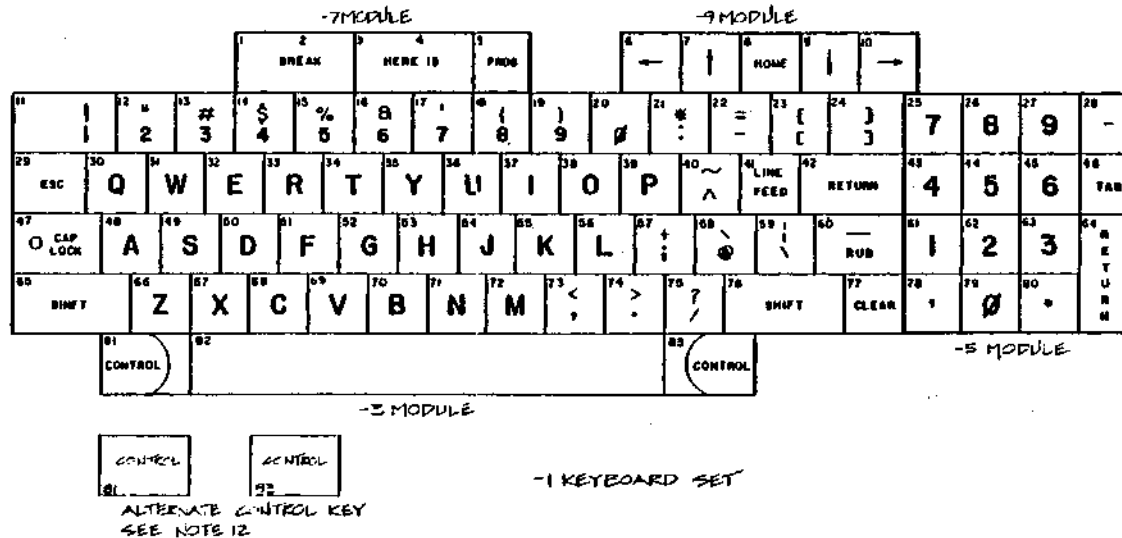 -7 MODULE -9 MODULE
1 2 3 4 5 6 7 8 9 10
BREAK HERE IS PROG ← ↑ HOME | →
11 12 13 14 15 16 17 18 19 20 21 22 23 24 25 26 27 28
| " # $ % & ' ( ) * = { }
| 2 3 4 5 6 7 8 9 Ø : - [ ] 7 8 9 -
29 30 31 32 33 34 35 36 37 38 39 40 41 42 43 44 45 46
ESC Q W E R T Y U I O P ~ ^ LINE FEED RETURN 4 5 6 TAB
47 48 49 50 51 52 53 54 55 56 57 58 59 60 61 62 63 64
CAP LOCK A S D F G H J K L + ; \ @ | \ — RUB 1 2 3 RETURN
65 66 67 68 69 70 71 72 73 74 75 76 77 78 79 80
SHIFT Z X C V B N M < , > . ? / SHIFT CLEAR , Ø .
81 82 83
CONTROL CONTROL
-5 MODULE
-3 MODULE
CONTROL CONTROL
81 83
-1 KEYBOARD SET
ALTERNATE CONTROL KEY
SEE NOTE 12